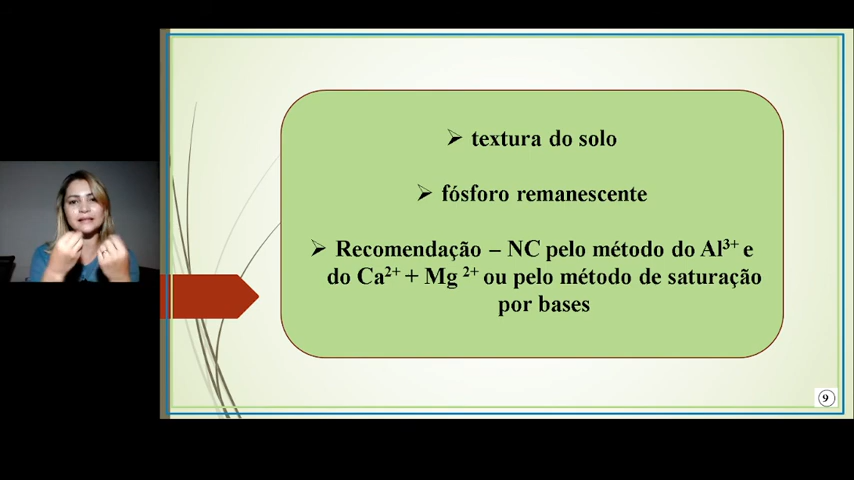 ➢ textura do solo
➢ fósforo remanescente
➢ Recomendação – NC pelo método do Al³⁺ e
do Ca²⁺ + Mg ²⁺ ou pelo método de saturação
por bases
9